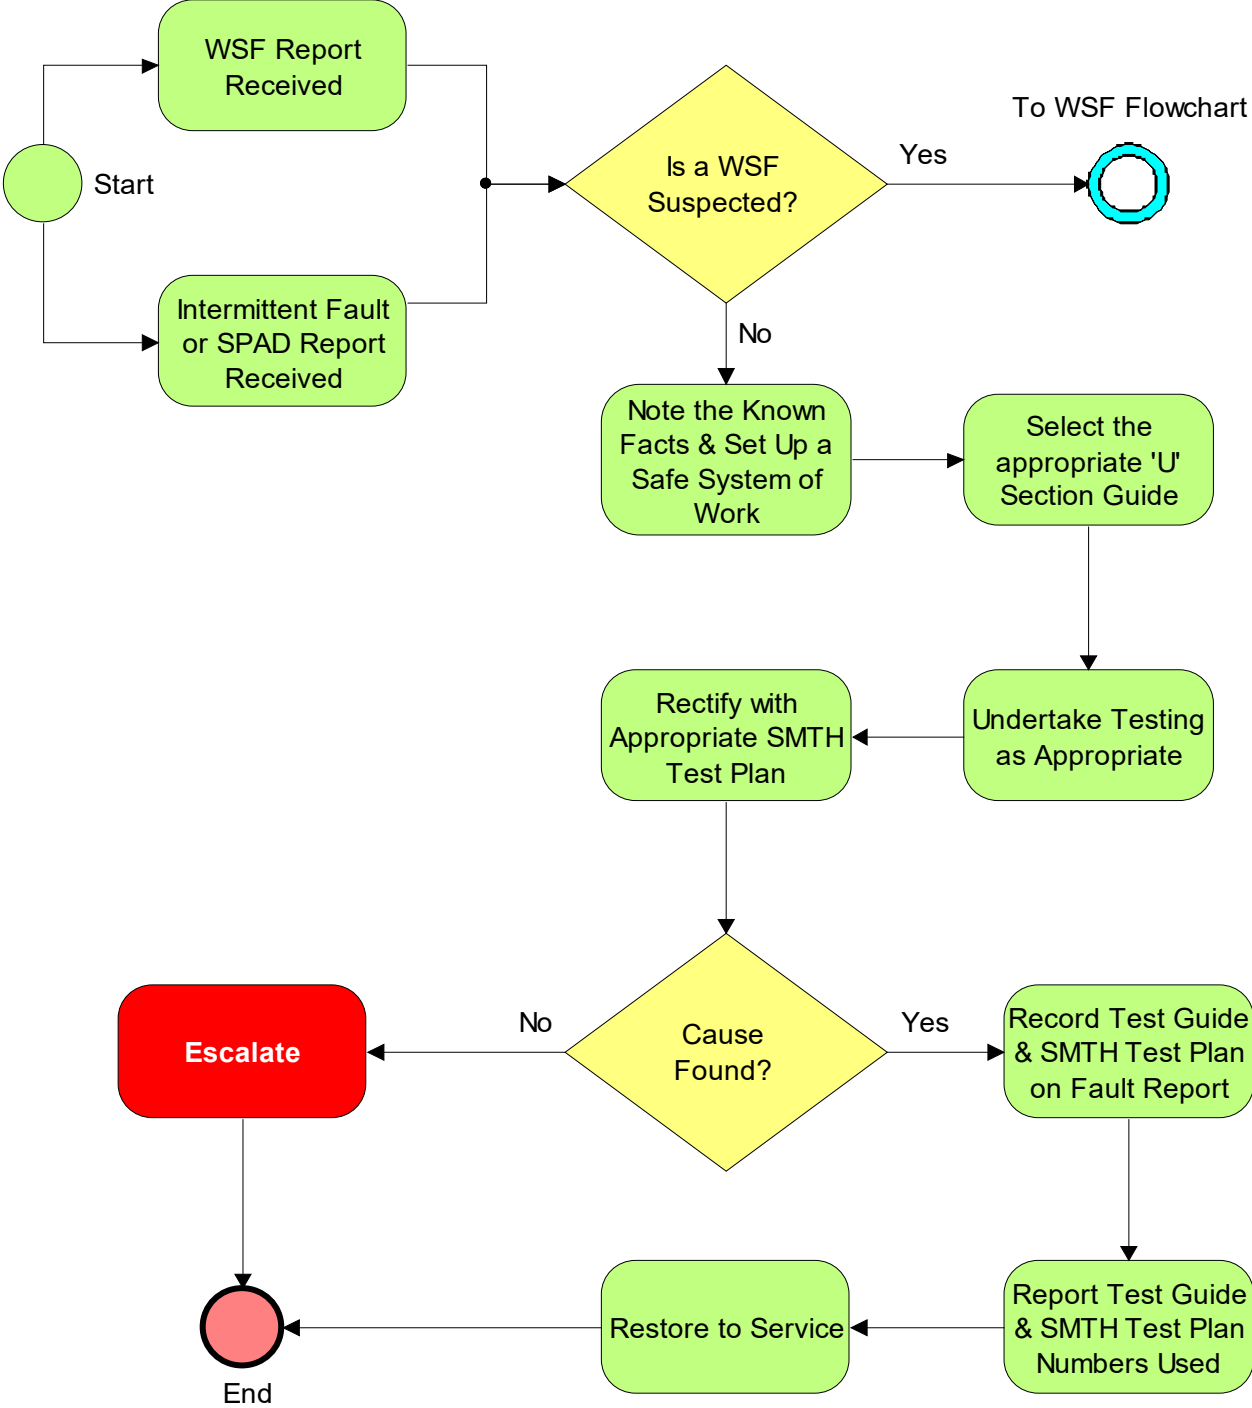 WSF Report
Received
To WSF Flowchart
Start
Is a WSF
Suspected?
Yes
Intermittent Fault
or SPAD Report
Received
No
Note the Known
Facts & Set Up a
Safe System of
Work
Select the
appropriate 'U'
Section Guide
Rectify with
Appropriate SMTH
Test Plan
Undertake Testing
as Appropriate
Escalate
No
Cause
Found?
Yes
Record Test Guide
& SMTH Test Plan
on Fault Report
Restore to Service
Report Test Guide
& SMTH Test Plan
Numbers Used
End